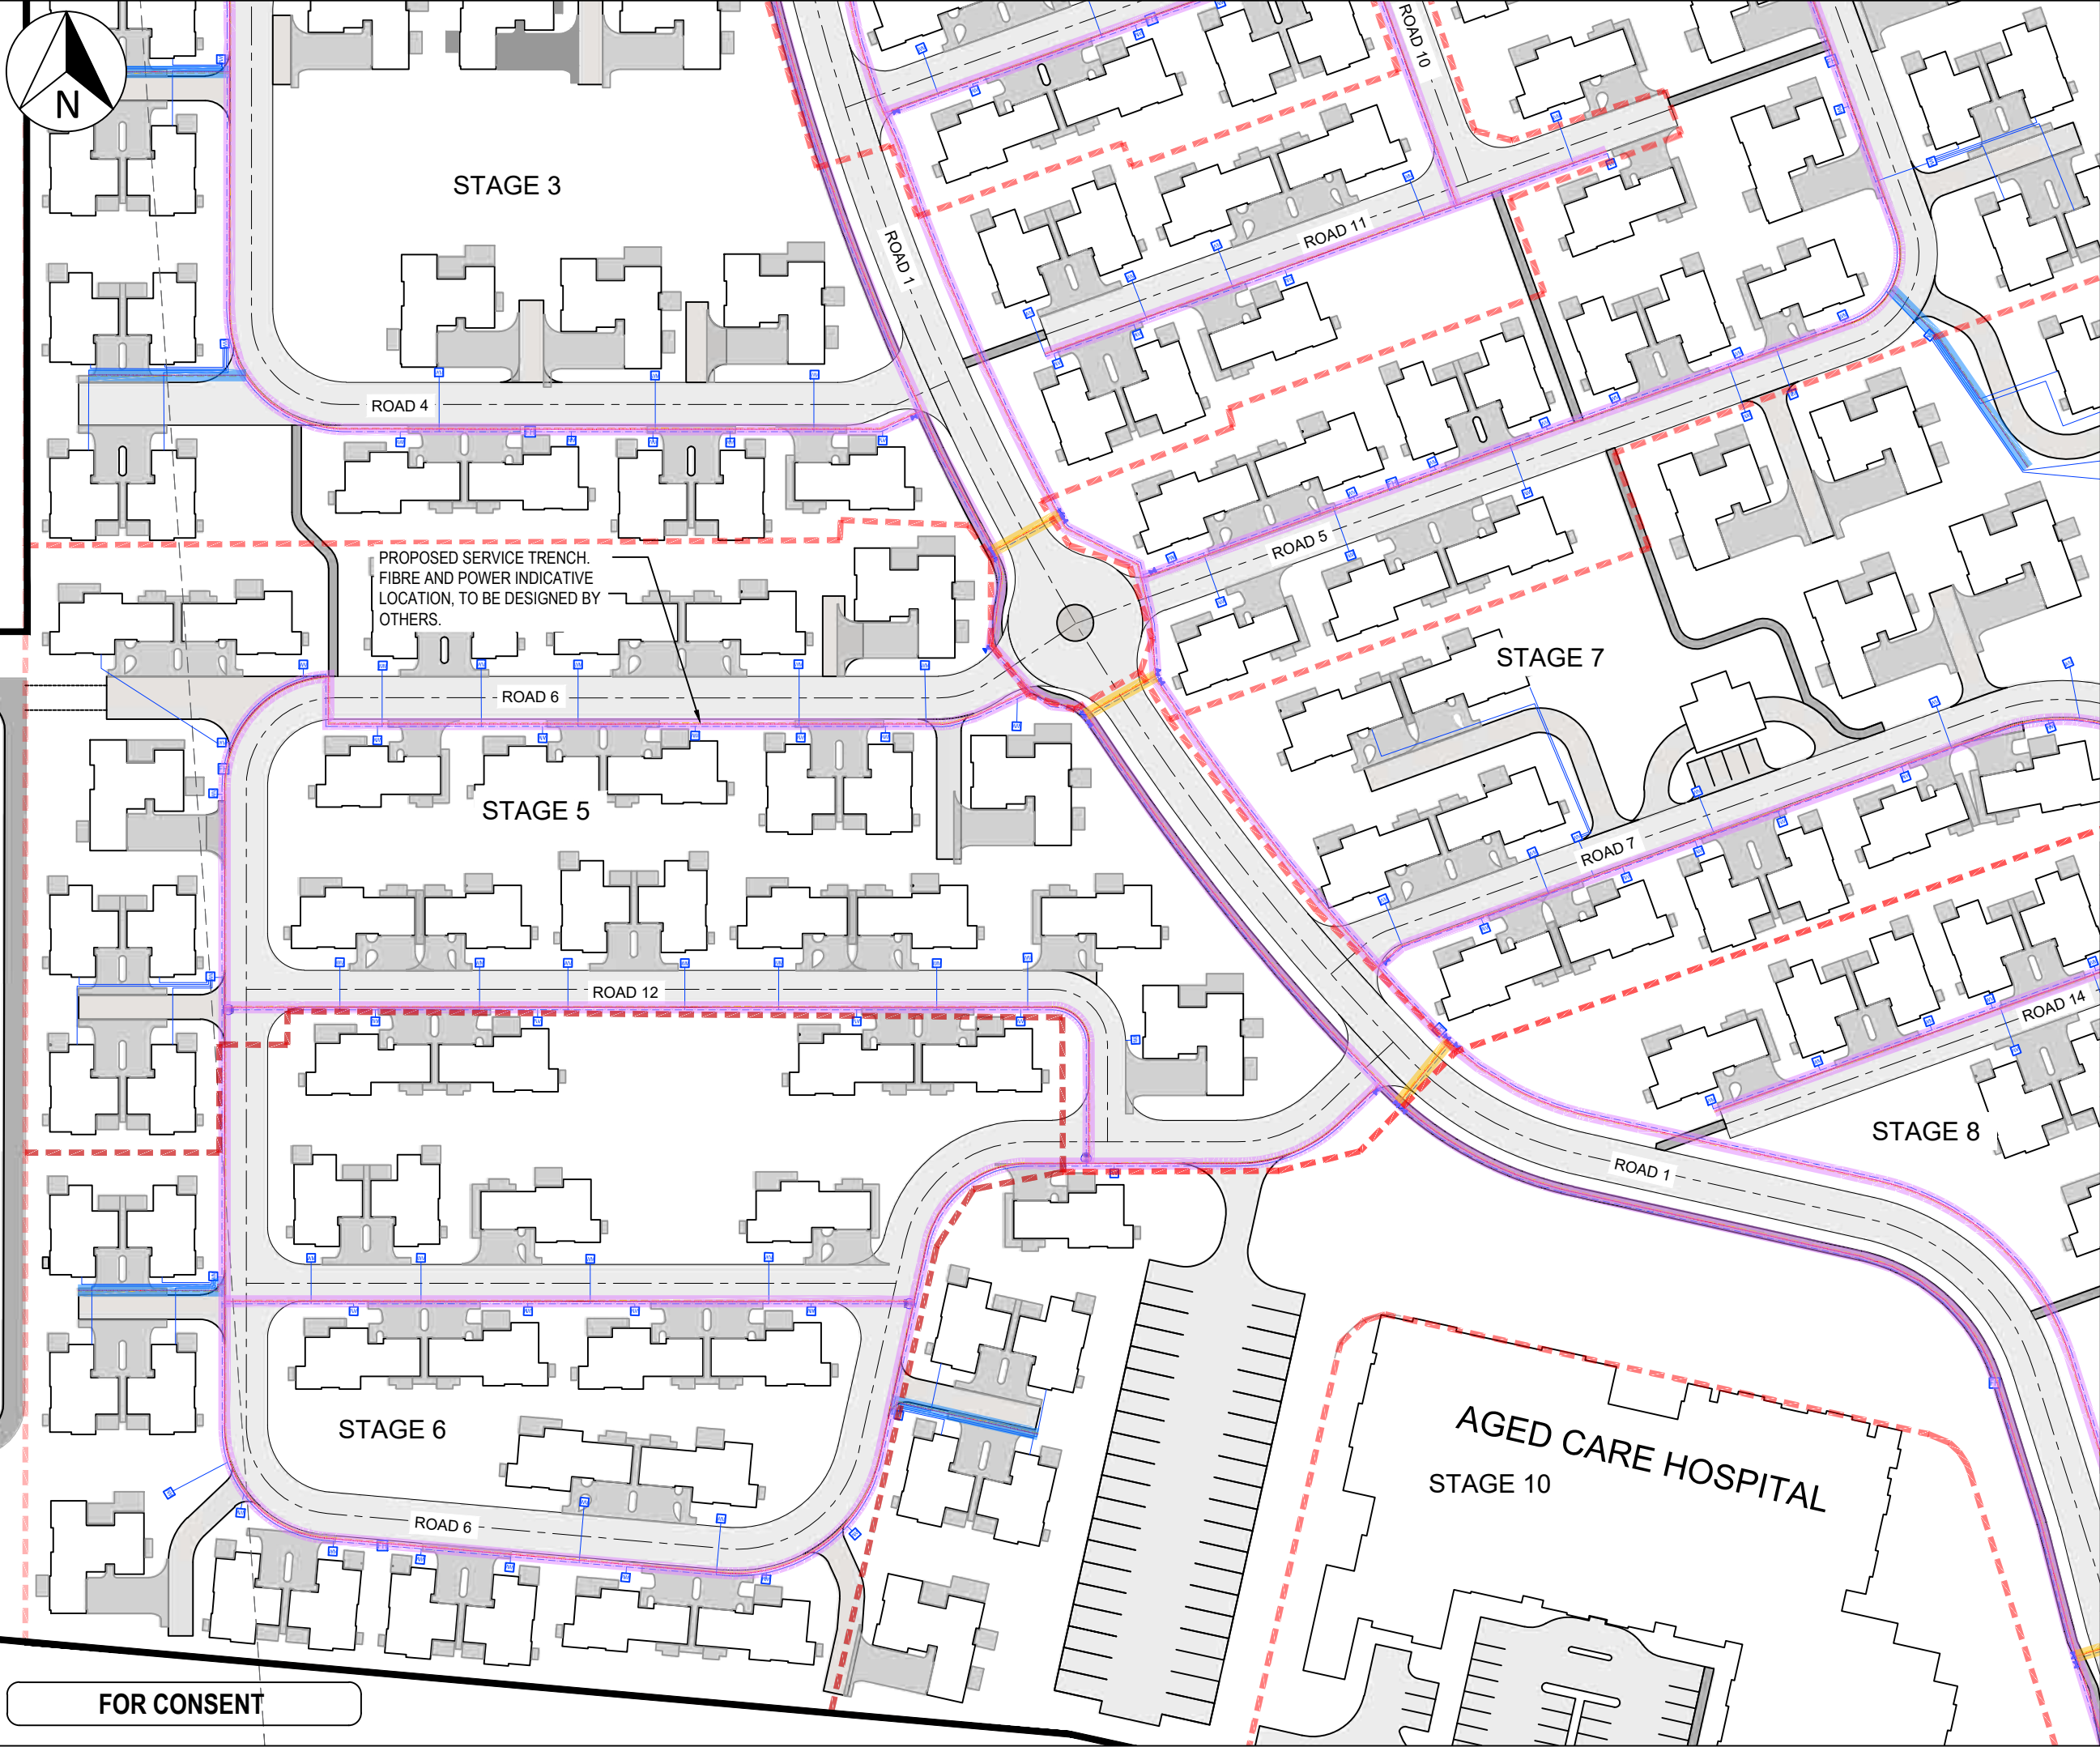 ROAD 10
N
STAGE 3
ROAD 1
ROAD 11
ROAD 4
PROPOSED SERVICE TRENCH.
FIBRE AND POWER INDICATIVE
LOCATION, TO BE DESIGNED BY
OTHERS.
ROAD 5
STAGE 7
ROAD 6
STAGE 5
ROAD 7
ROAD 12
ROAD 14
STAGE 8
ROAD 1
STAGE 6
AGED CARE HOSPITAL
STAGE 10
ROAD 6
FOR CONSENT